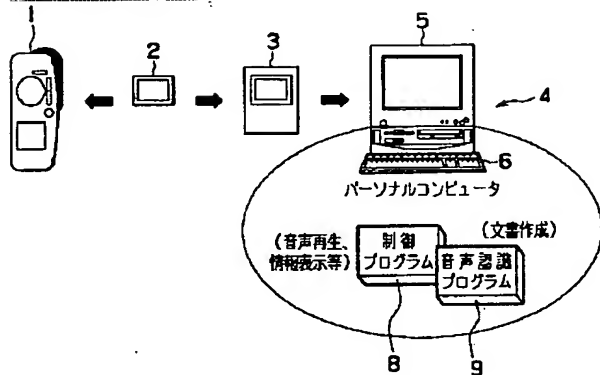 1
2
3
5
4
6
パーソナルコンピュータ
(音声再生、
情報表示等)
制御
プログラム
(文書作成)
音声認識
プログラム
8
9